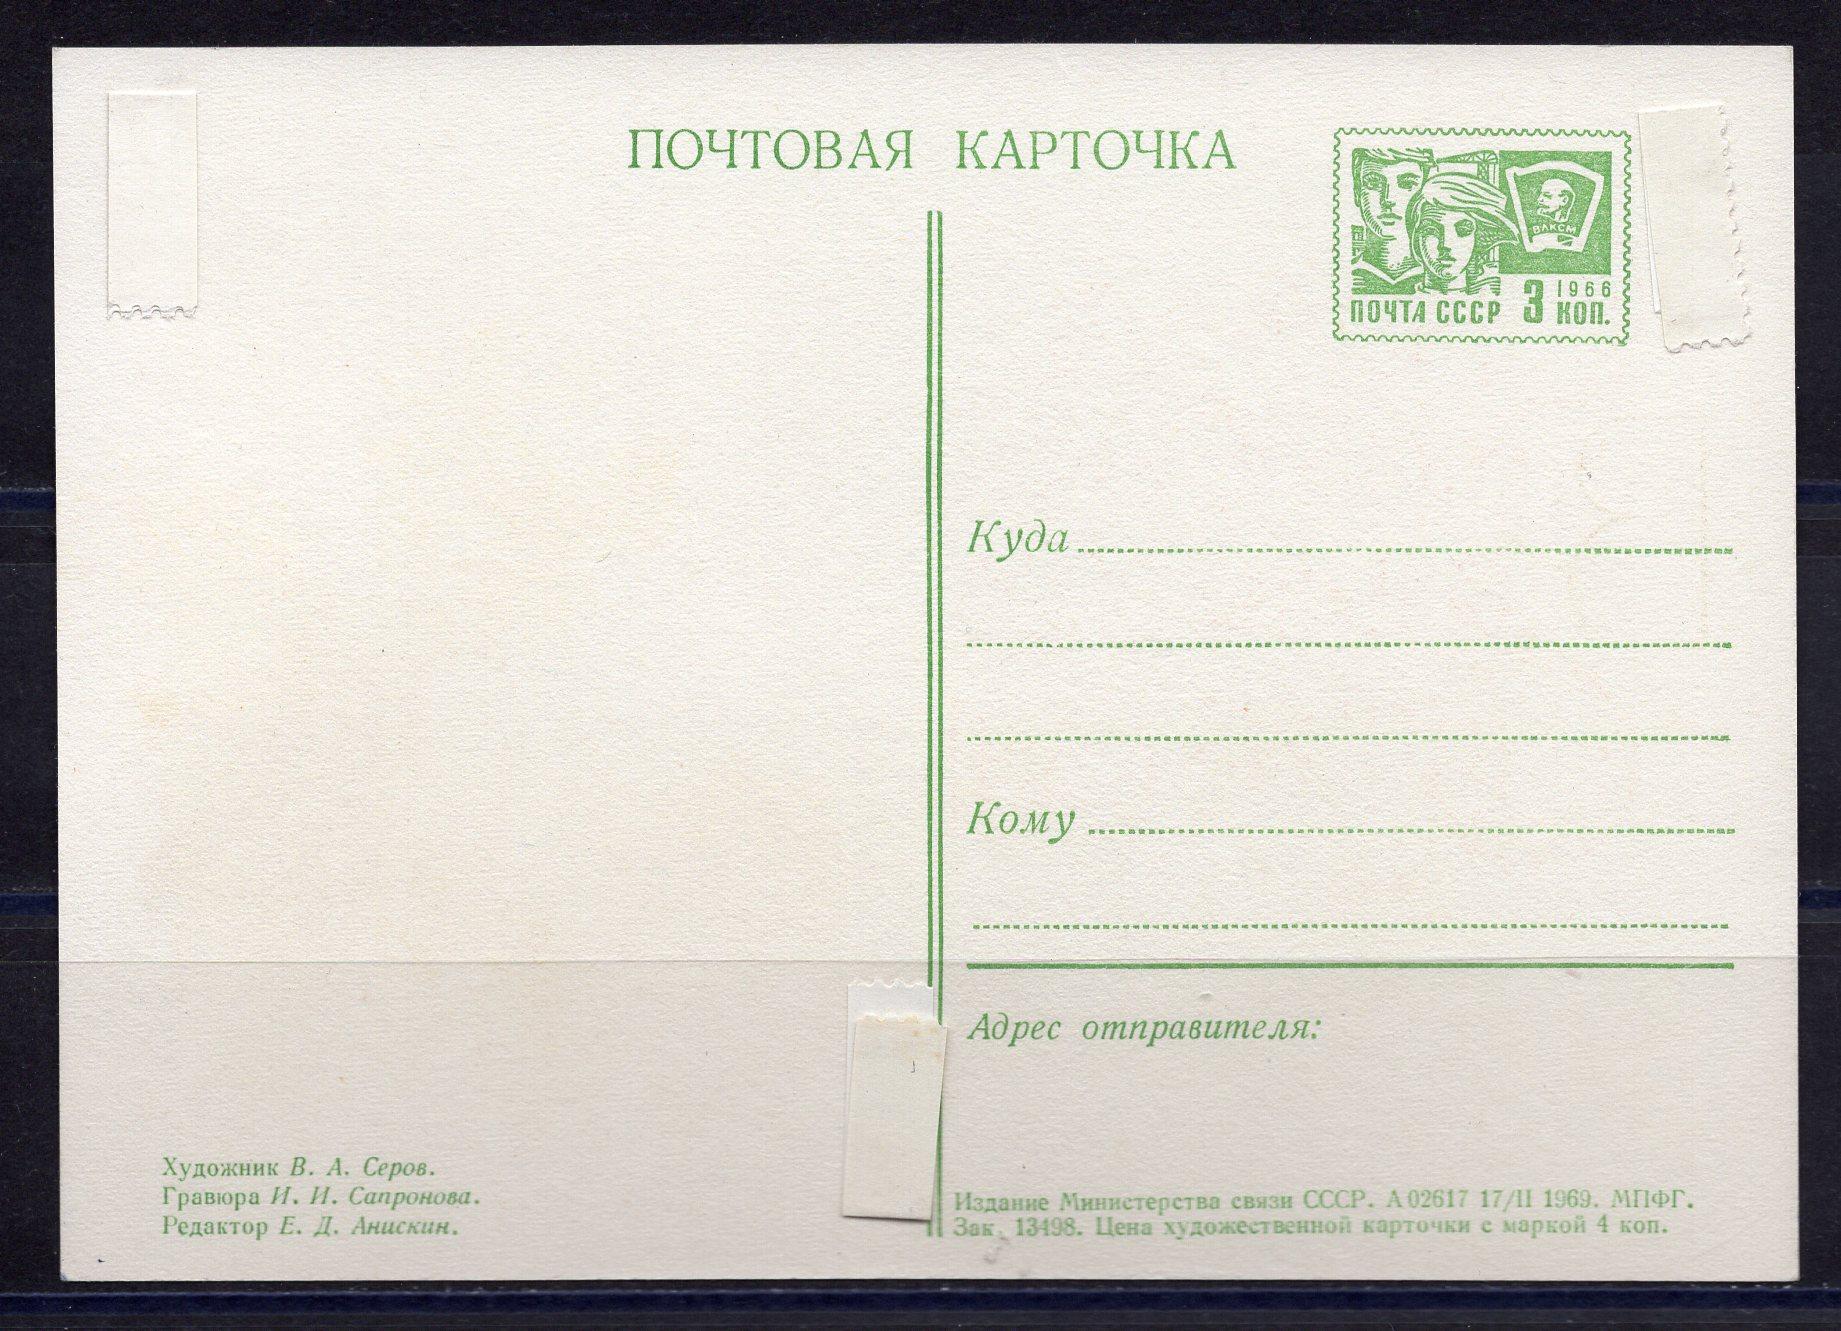 ПОЧТОВАЯ КАРТОЧКА
ВЛКСМ
1966
ПОЧТА СССР 3 КОП.
Куда
Кому
Адрес отправителя:
Художник В. А. Серов.
Гравюра И. И. Сапронова.
Редактор Е. Д. Анискин.
Издание Министерства связи СССР. А 02617 17/II 1969. МПФГ.
Зак. 13498. Цена художественной карточки с маркой 4 коп.